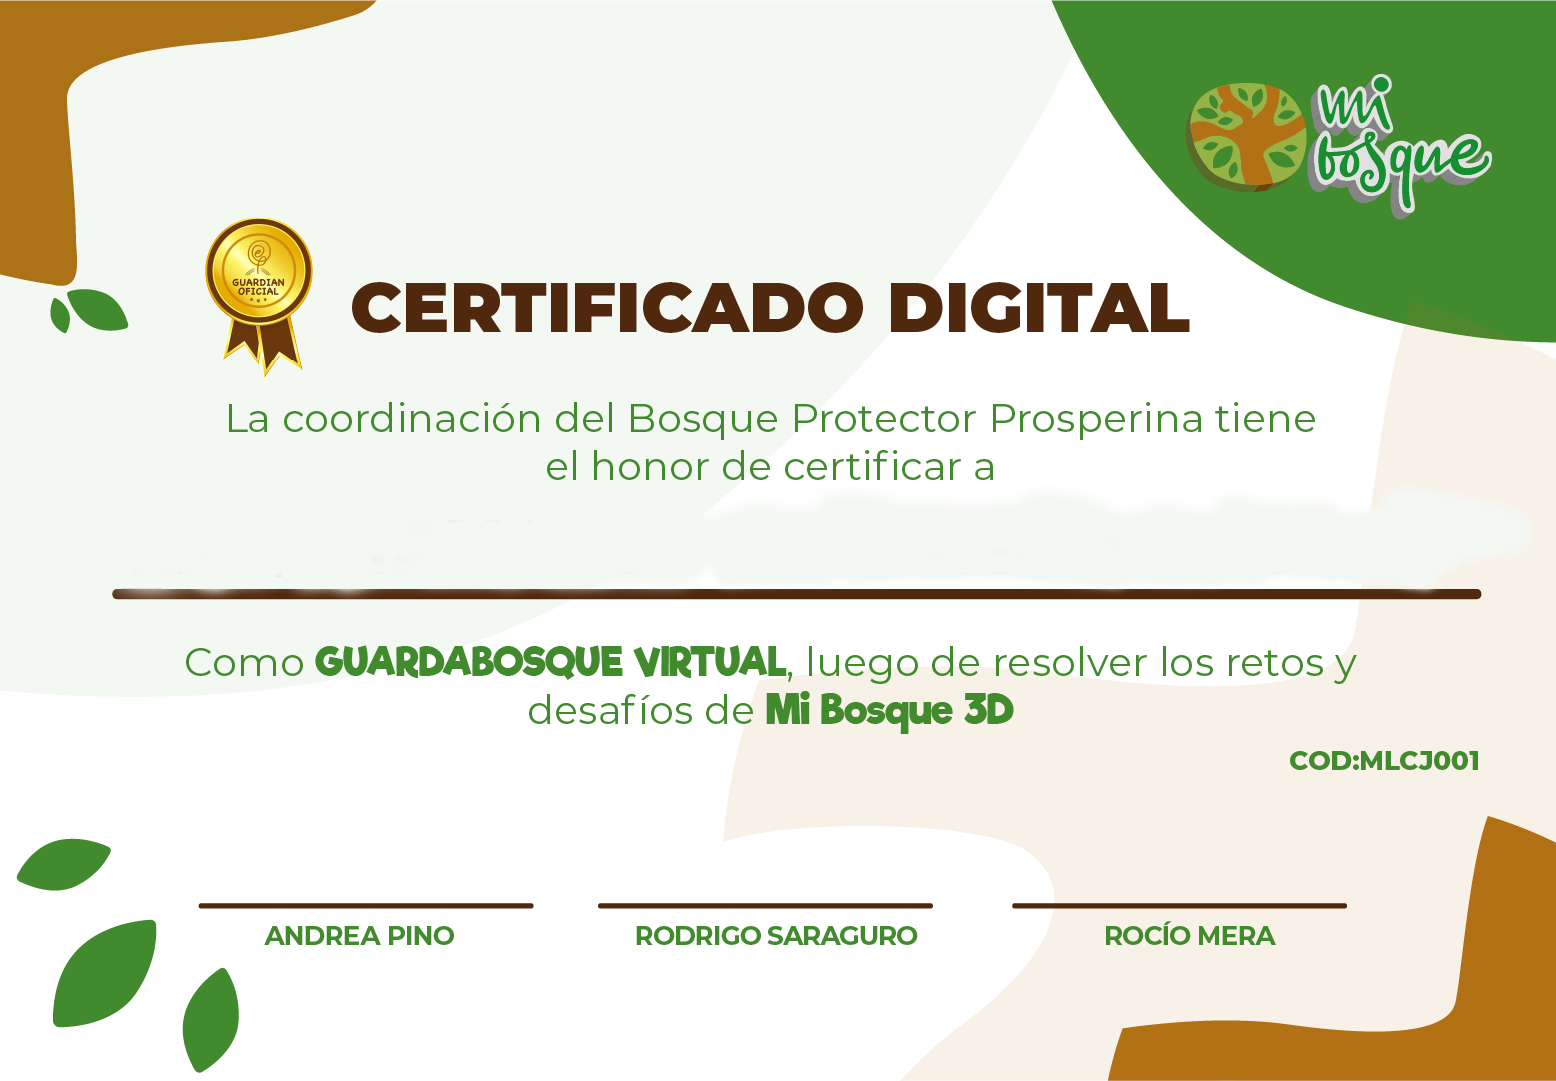 mi
bosque
GUARDIAN
OFICIAL
CERTIFICADO DIGITAL
La coordinación del Bosque Protector Prosperina tiene
el honor de certificar a
Como GUARDABOSQUE VIRTUAL, luego de resolver los retos y
desafíos de Mi Bosque 3D
COD:MLCJ001
ANDREA PINO
RODRIGO SARAGURO
ROCÍO MERA